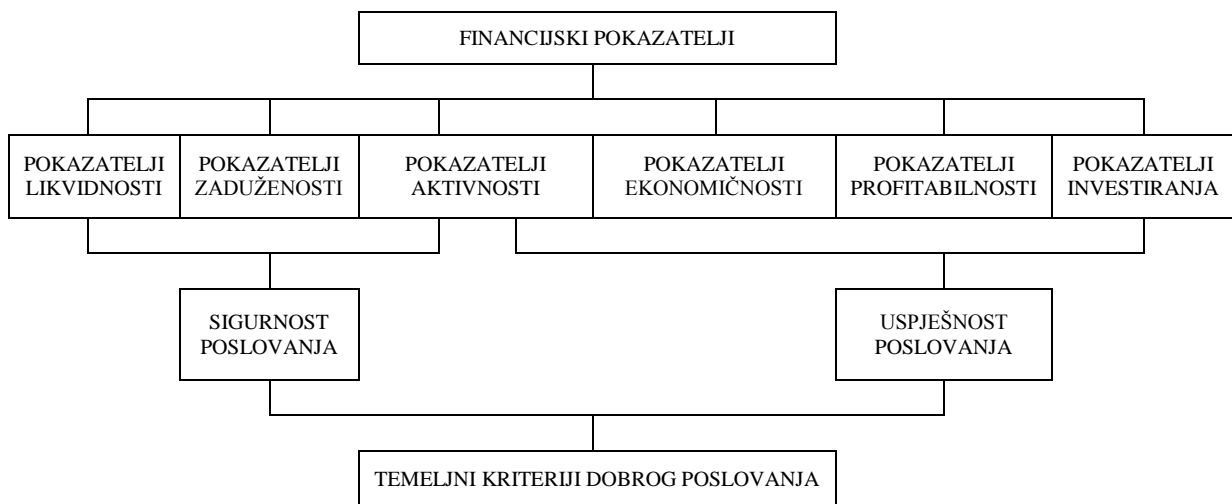 FINANCIJSKI POKAZATELJI
POKAZATELJI
LIKVIDNOSTI
POKAZATELJI
ZADUŽENOSTI
POKAZATELJI
AKTIVNOSTI
POKAZATELJI
EKONOMIČNOSTI
POKAZATELJI
PROFITABILNOSTI
POKAZATELJI
INVESTIRANJA
SIGURNOST
POSLOVANJA
USPJEŠNOST
POSLOVANJA
TEMELJNI KRITERIJI DOBROG POSLOVANJA